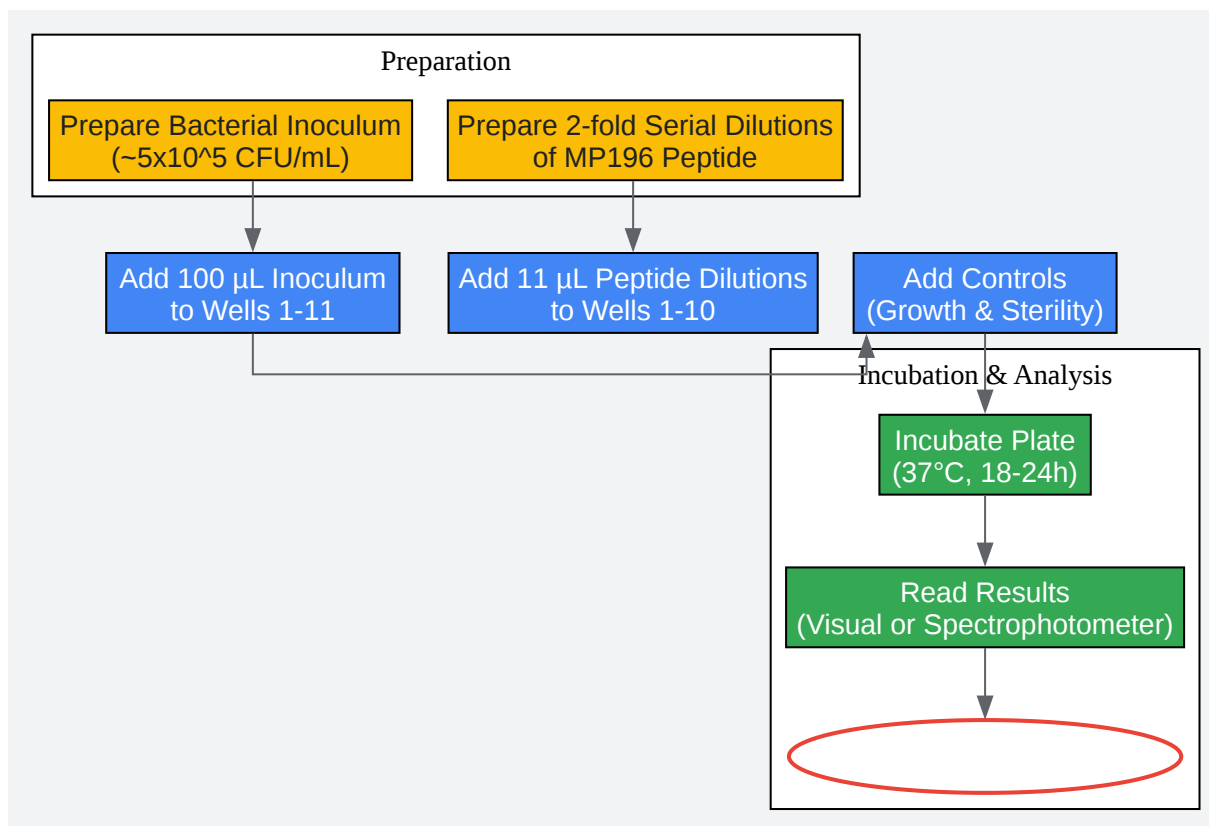 Preparation
Prepare Bacterial Inoculum
(~5x10^5 CFU/mL)
Prepare 2-fold Serial Dilutions
of MP196 Peptide
Add 100 µL Inoculum
to Wells 1-11
Add 11 µL Peptide Dilutions
to Wells 1-10
Add Controls
(Growth & Sterility)
Incubation & Analysis
Incubate Plate
(37°C, 18-24h)
Read Results
(Visual or Spectrophotometer)